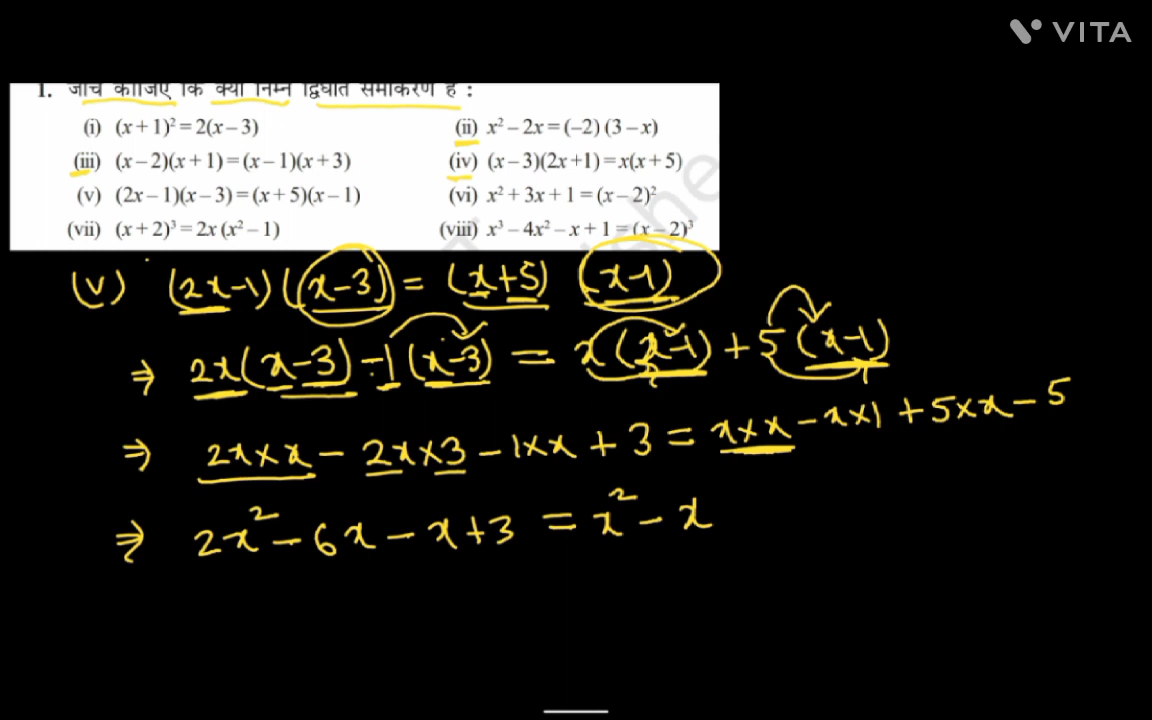 VITA
1. जाँच कीजिए कि क्या निम्न द्विघात समीकरण हैं :
(i) (x + 1)² = 2(x – 3) (ii) x² – 2x = (–2) (3 – x)
(iii) (x – 2)(x + 1) = (x – 1)(x + 3) (iv) (x – 3)(2x +1) = x(x + 5)
(v) (2x – 1)(x – 3) = (x + 5)(x – 1) (vi) x² + 3x + 1 = (x – 2)²
(vii) (x + 2)³ = 2x (x² – 1) (viii) x³ – 4x² – x + 1 = (x – 2)³
(v) (2x-1)(x-3) = (x+5) (x-1)
⇒ 2x(x-3) -1(x-3) = x(x-1) + 5(x-1)
⇒ 2x×x - 2x×3 - 1×x + 3 = x×x - x×1 + 5×x - 5
⇒ 2x² - 6x - x + 3 = x² - x